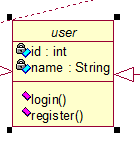 user
id : int
name : String
login()
register()